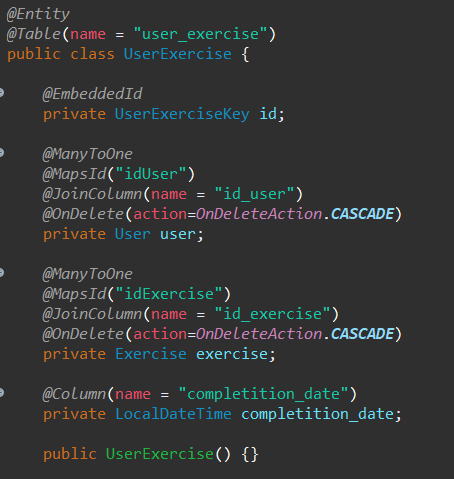 @Entity
@Table(name = "user_exercise")
public class UserExercise {
@EmbeddedId
private UserExerciseKey id;
@ManyToOne
@MapsId("idUser")
@JoinColumn(name = "id_user")
@OnDelete(action=OnDeleteAction.CASCADE)
private User user;
@ManyToOne
@MapsId("idExercise")
@JoinColumn(name = "id_exercise")
@OnDelete(action=OnDeleteAction.CASCADE)
private Exercise exercise;
@Column(name = "completition_date")
private LocalDateTime completition_date;
public UserExercise() {}